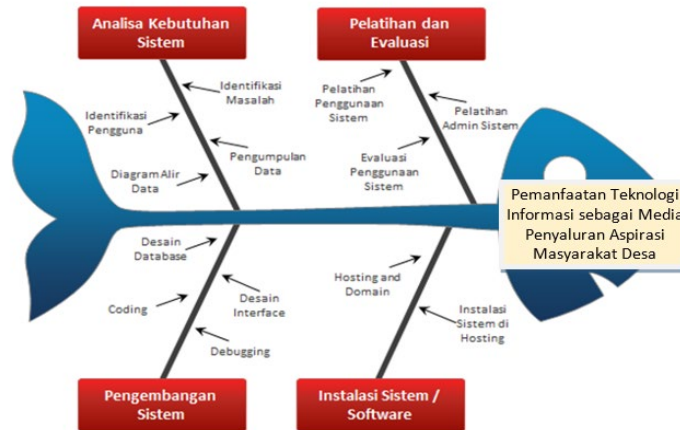 Analisa Kebutuhan
Sistem
Pelatihan dan
Evaluasi
Identifikasi
Masalah
Identifikasi
Pengguna
Pengumpulan
Data
Diagram Alir
Data
Pelatihan
Penggunaan
Sistem
Pelatihan
Admin Sistem
Evaluasi
Penggunaan
Sistem
Pemanfaatan Teknologi
Informasi sebagai Media
Penyaluran Aspirasi
Masyarakat Desa
Desain
Database
Desain
Interface
Coding
Debugging
Hosting and
Domain
Instalasi
Sistem di
Hosting
Pengembangan
Sistem
Instalasi Sistem /
Software